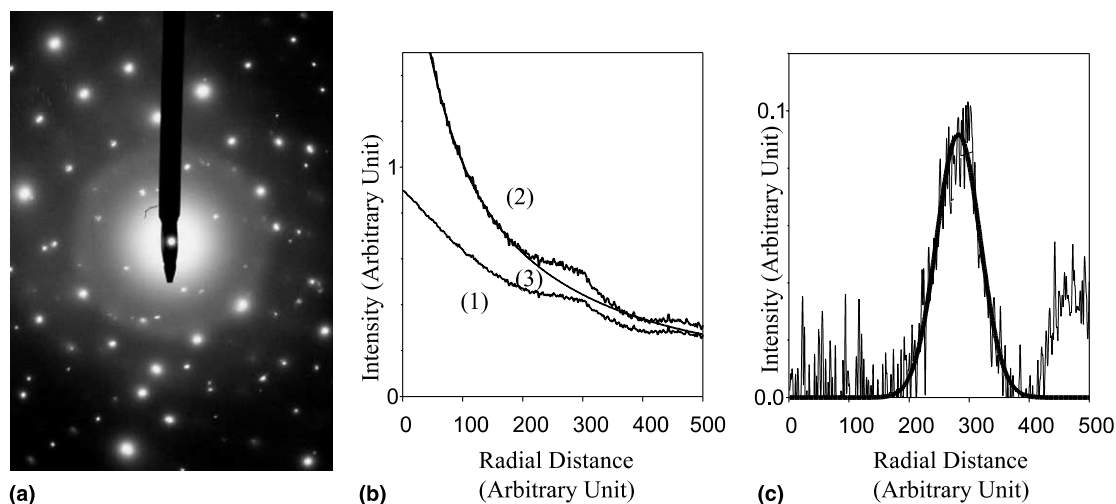 (a)
Intensity (Arbitrary Unit)
1
0
(1)
(2)
(3)
0 100 200 300 400 500
Radial Distance
(Arbitrary Unit)
(b)
Intensity (Arbitrary Unit)
0.1
0.0
0 100 200 300 400 500
Radial Distance
(Arbitrary Unit)
(c)